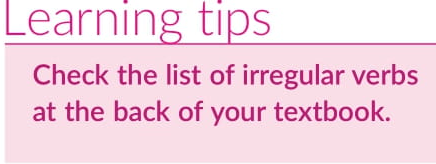 Learning tips
Check the list of irregular verbs
at the back of your textbook.